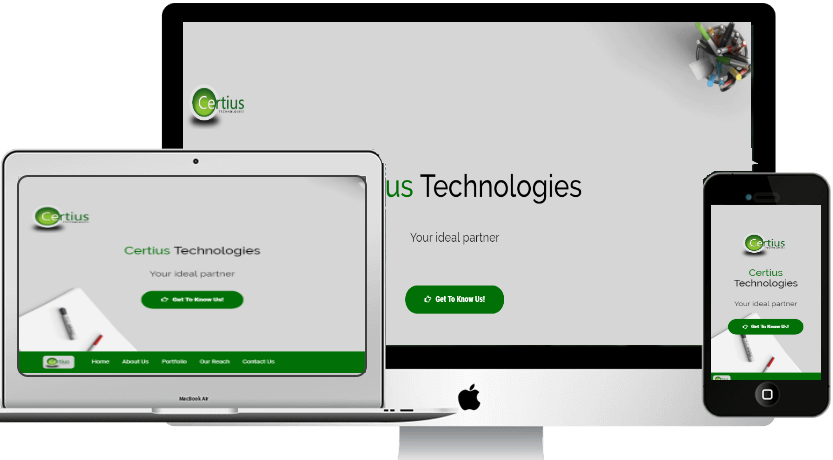 Certius
TECHNOLOGIES
ius Technologies
Your ideal partner
Get To Know Us!
Certius
Certius Technologies
Your ideal partner
Get To Know Us!
Certius
Home About Us Portfolio Our Reach Contact Us
MacBook Air
Certius
Certius
Technologies
Your ideal partner
Get To Know Us!